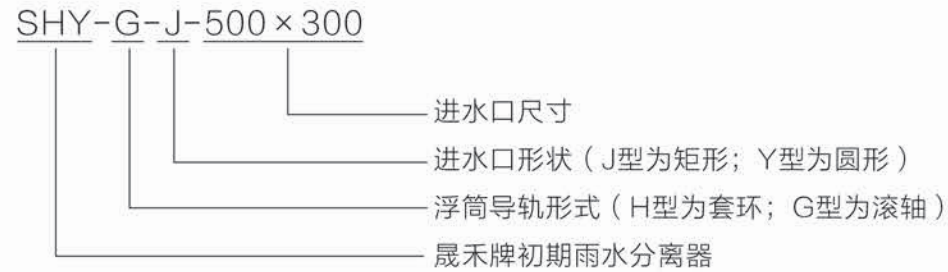 SHY-G-J-500×300
进水口尺寸
进水口形状（J型为矩形；Y型为圆形）
浮筒导轨形式（H型为套环；G型为滚轴）
晟禾牌初期雨水分离器